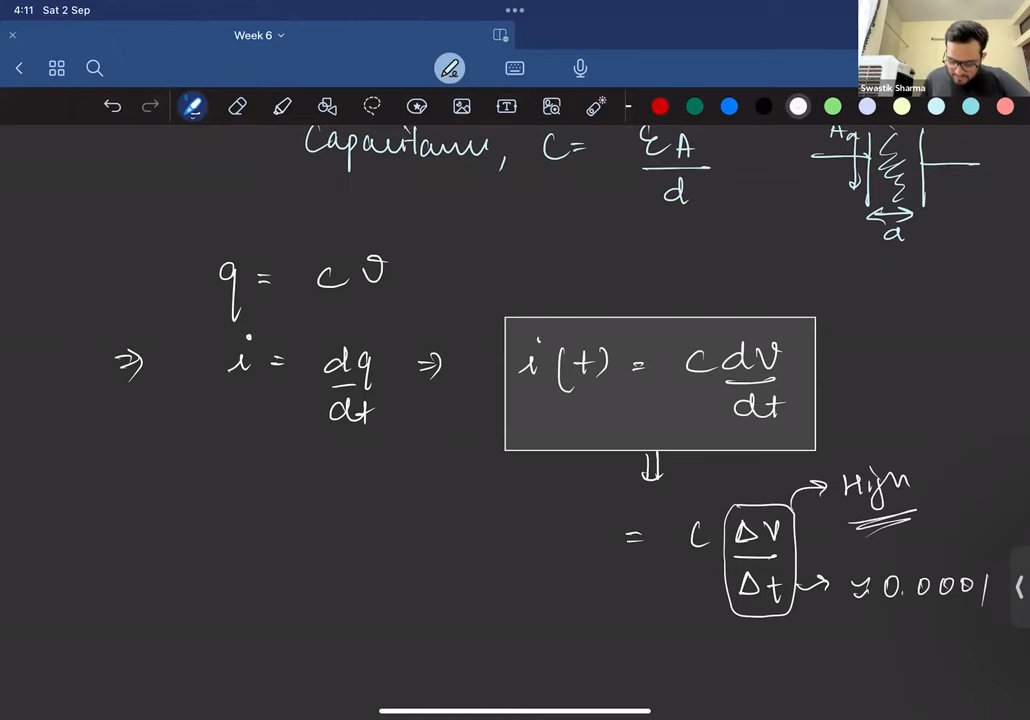 4:11 Sat 2 Sep
Week 6
Swastik Sharma
Capacitance, C = εA/d
d
q = cv
⇒ i = dq/dt ⇒ i(t) = C dv/dt
⇓
= C ΔV/Δt
High
≈0.0001